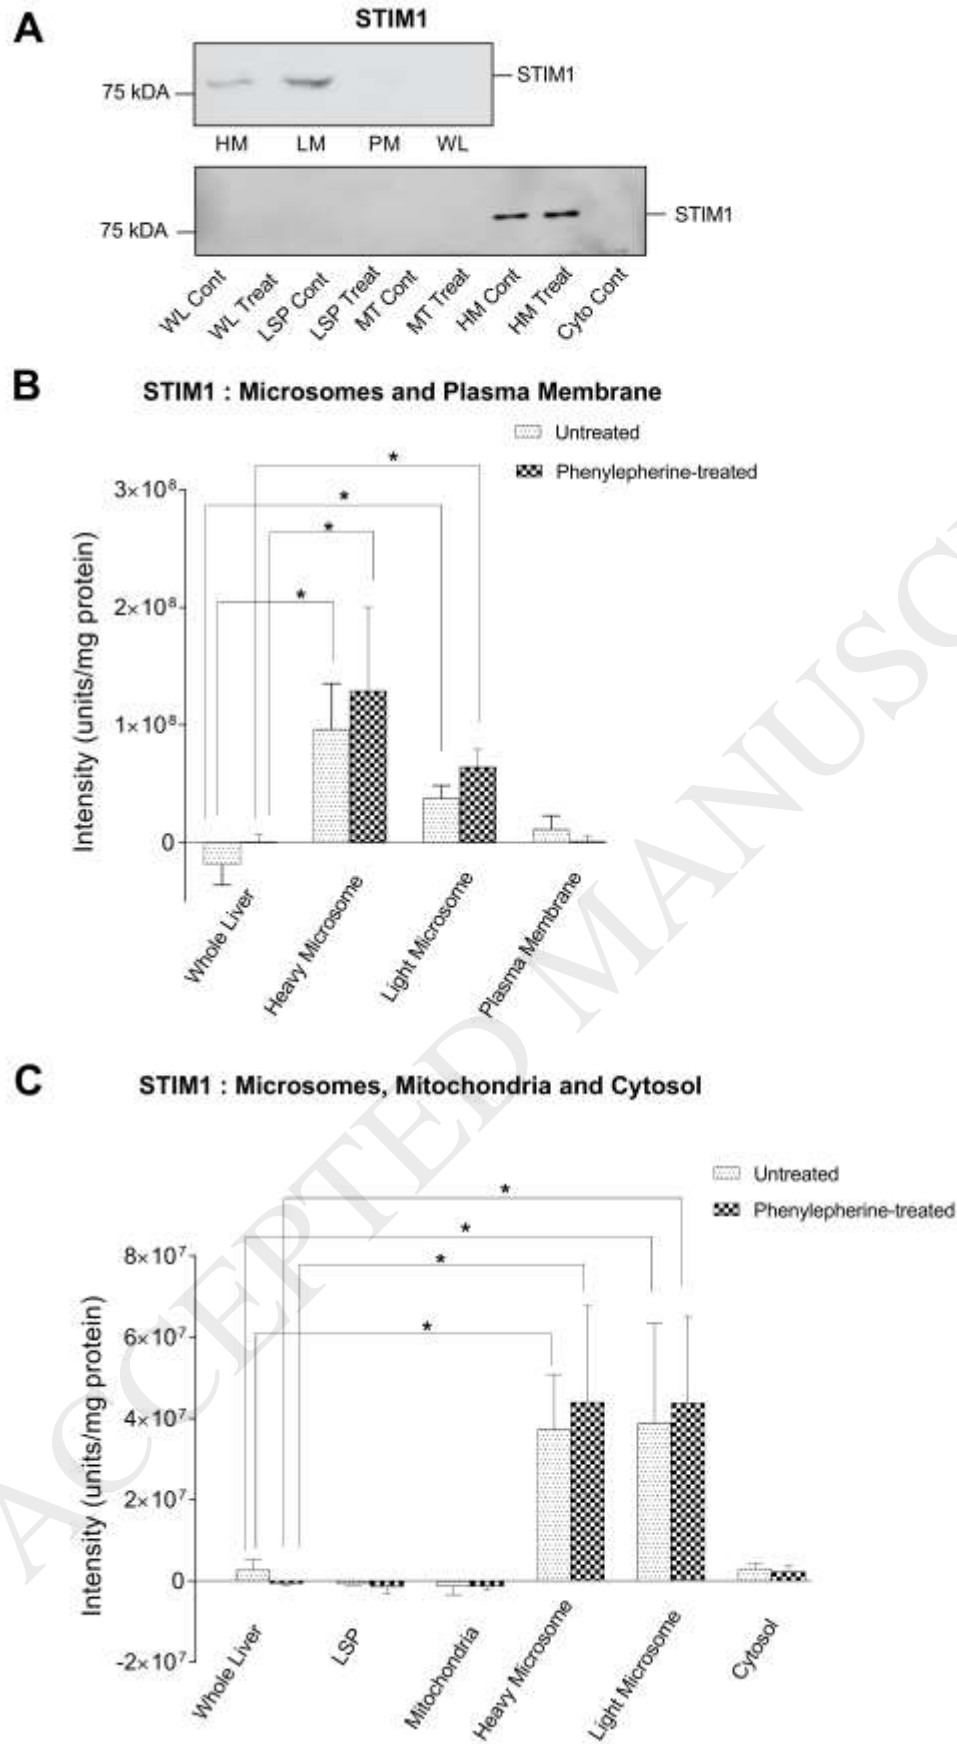 A
STIM1
75 kDA
STIM1
HM LM PM WL
75 kDA
STIM1
WL Cont WL Treat LSP Cont LSP Treat MT Cont MT Treat HM Cont HM Treat Cyto Cont
B
STIM1 : Microsomes and Plasma Membrane
Untreated
Phenylepherine-treated
*
*
*
*
Intensity (units/mg protein)
3×10⁸
2×10⁸
1×10⁸
0
Whole Liver Heavy Microsome Light Microsome Plasma Membrane
C
STIM1 : Microsomes, Mitochondria and Cytosol
Untreated
Phenylepherine-treated
*
*
*
*
Intensity (units/mg protein)
8×10⁷
6×10⁷
4×10⁷
2×10⁷
0
-2×10⁷
Whole Liver LSP Mitochondria Heavy Microsome Light Microsome Cytosol
ACCEPTED MANUSC